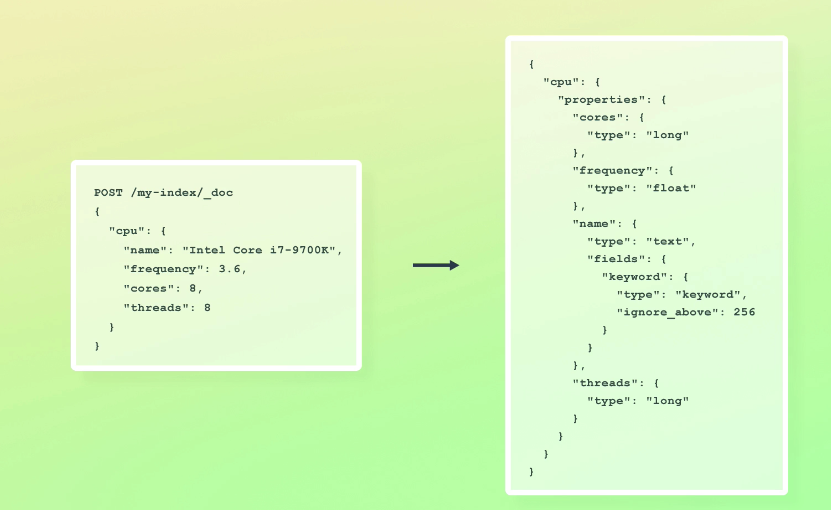 POST /my-index/_doc
{
  "cpu": {
    "name": "Intel Core i7-9700K",
    "frequency": 3.6,
    "cores": 8,
    "threads": 8
  }
}
{
  "cpu": {
    "properties": {
      "cores": {
        "type": "long"
      },
      "frequency": {
        "type": "float"
      },
      "name": {
        "type": "text",
        "fields": {
          "keyword": {
            "type": "keyword",
            "ignore_above": 256
          }
        }
      },
      "threads": {
        "type": "long"
      }
    }
  }
}